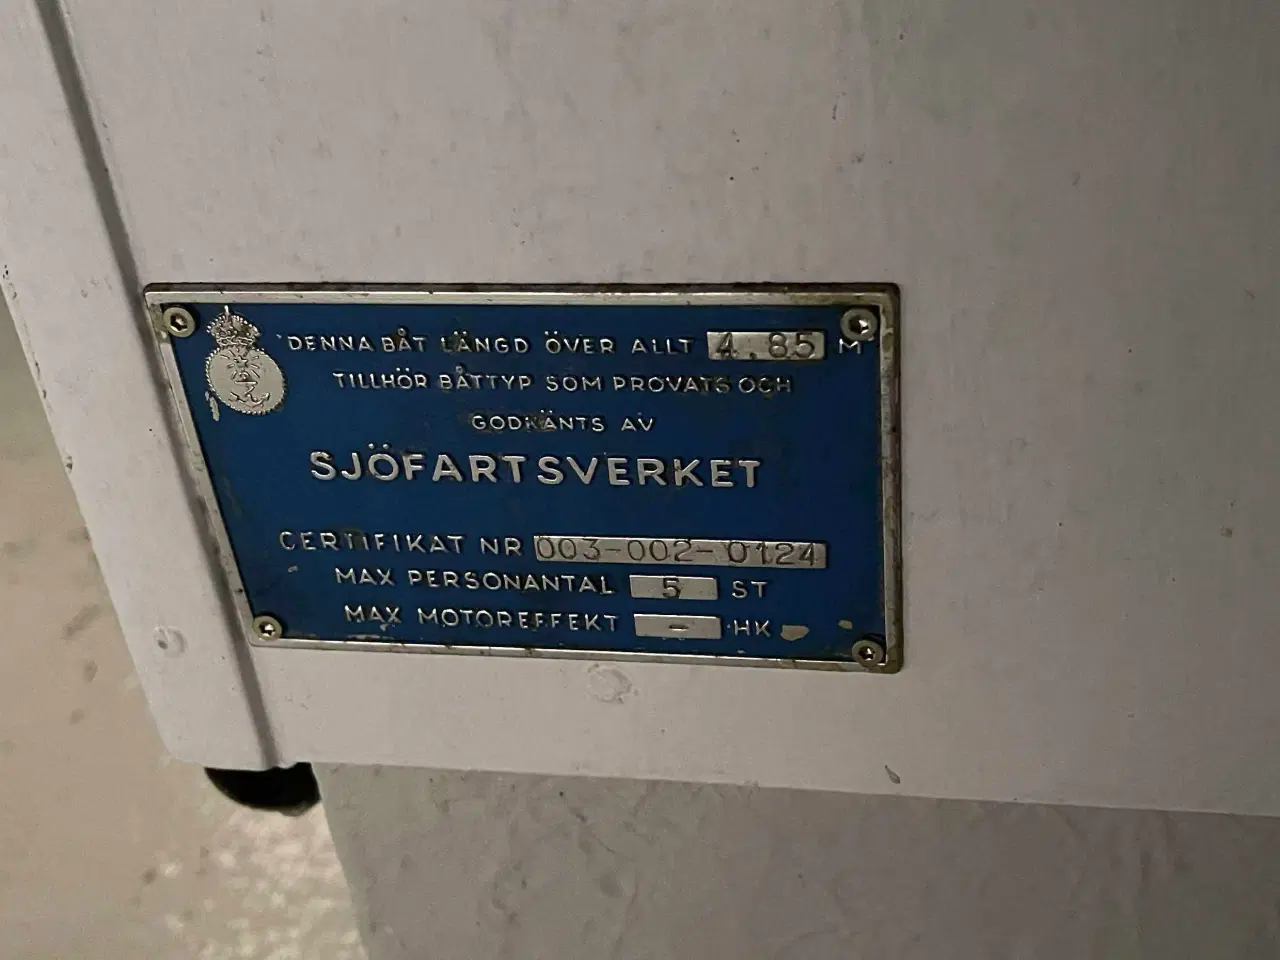 DENNA BÅT LÄNGD ÖVER ALLT 4.85 M
TILLHÖR BÅTTYP SOM PROVATS OCH
GODKÄNTS AV
SJÖFARTSVERKET
CERTIFIKAT NR 003-002-0124
MAX PERSONANTAL 5 ST
MAX MOTOREFFEKT - HK